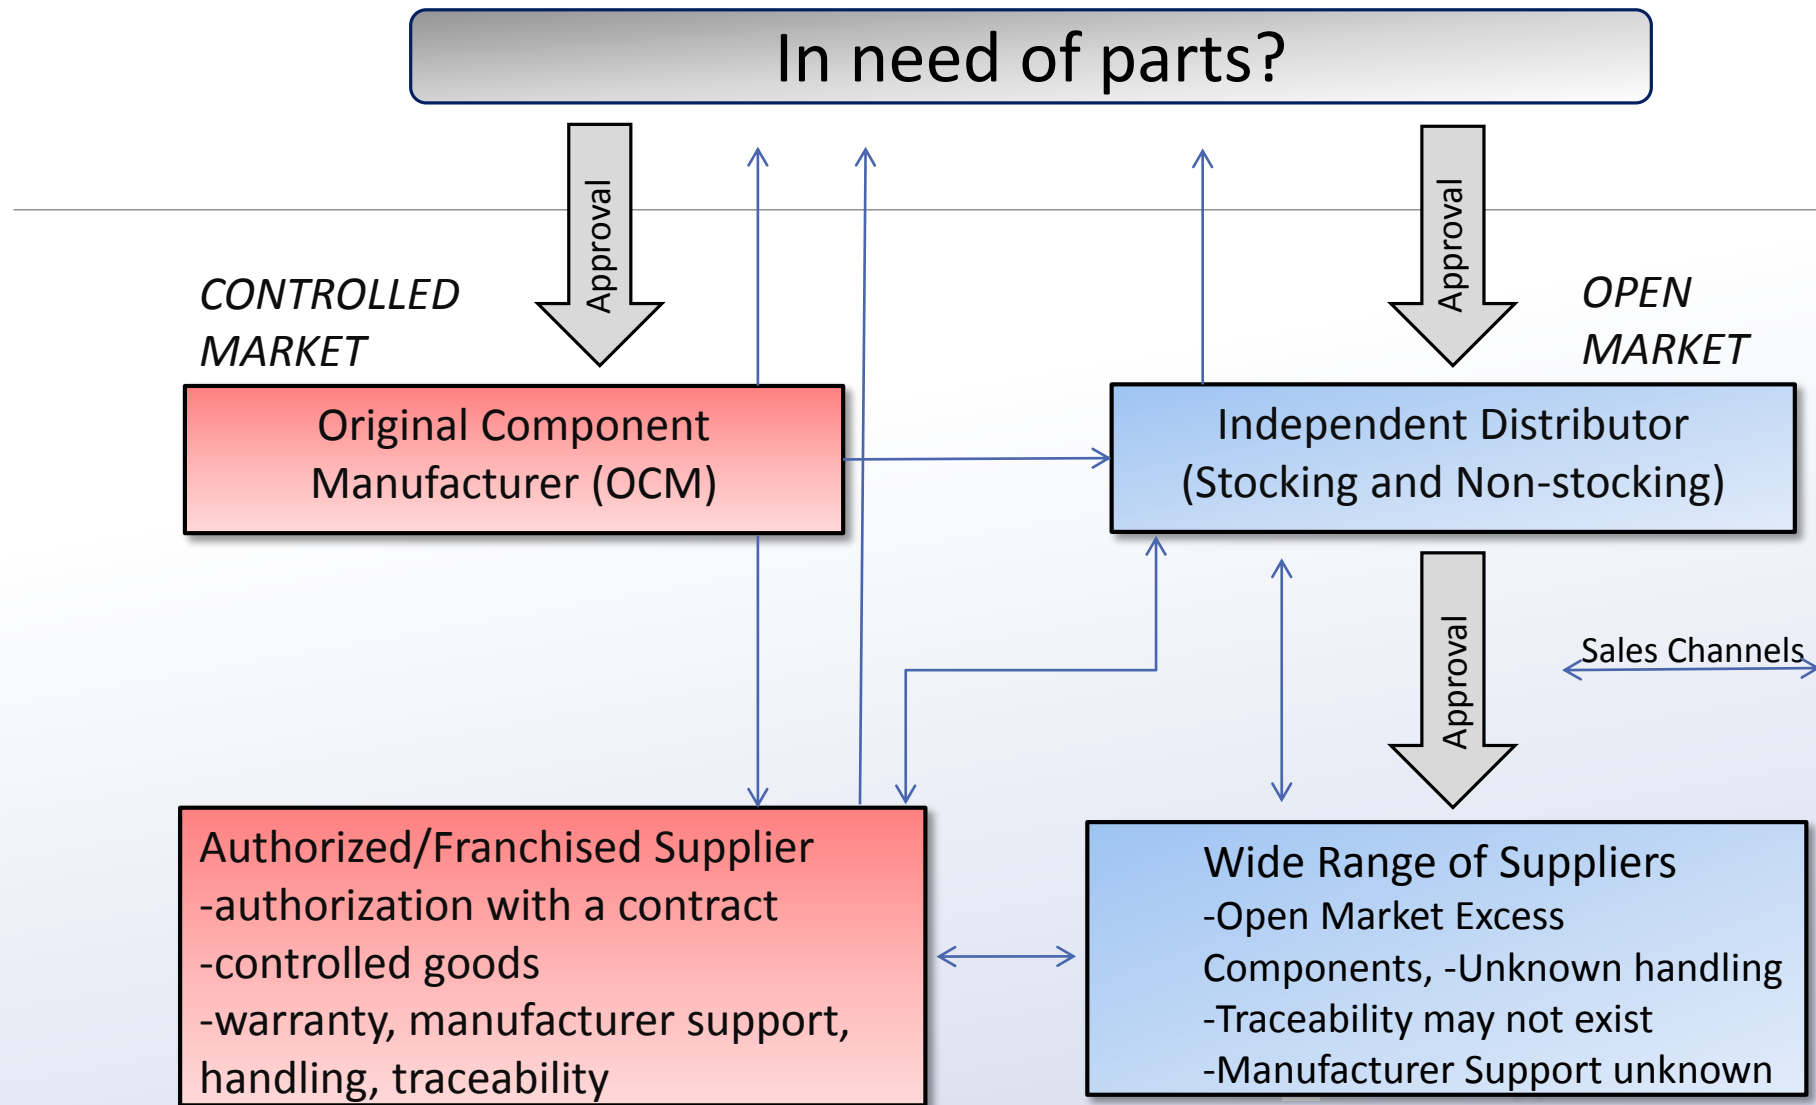 In need of parts?
Approval
Approval
CONTROLLED
MARKET
OPEN
MARKET
Original Component
Manufacturer (OCM)
Independent Distributor
(Stocking and Non-stocking)
Approval
Sales Channels
Authorized/Franchised Supplier
-authorization with a contract
-controlled goods
-warranty, manufacturer support,
handling, traceability
Wide Range of Suppliers
-Open Market Excess
Components, -Unknown handling
-Traceability may not exist
-Manufacturer Support unknown